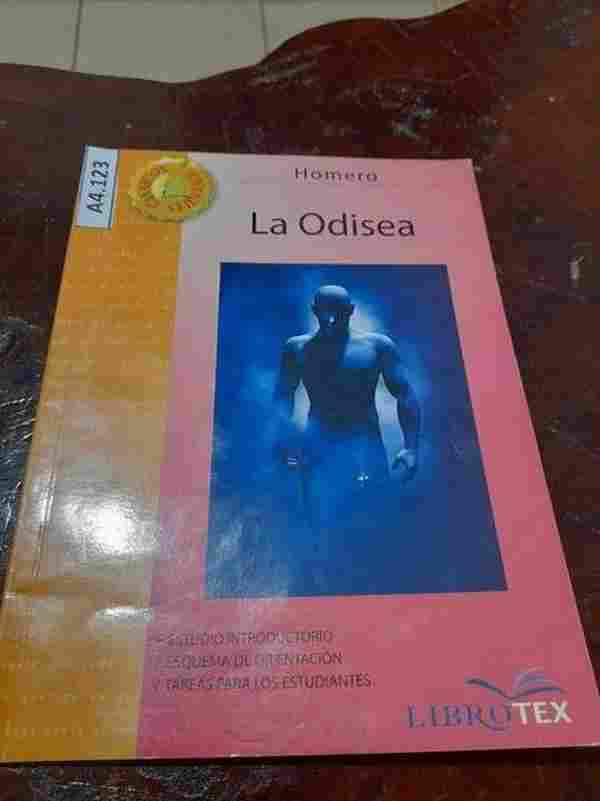 A4.123
Homero
La Odisea
ESTUDIO INTRODUCTORIO
ESQUEMA DE ORIENTACIÓN
Y TAREAS PARA LOS ESTUDIANTES
LIBROTEX